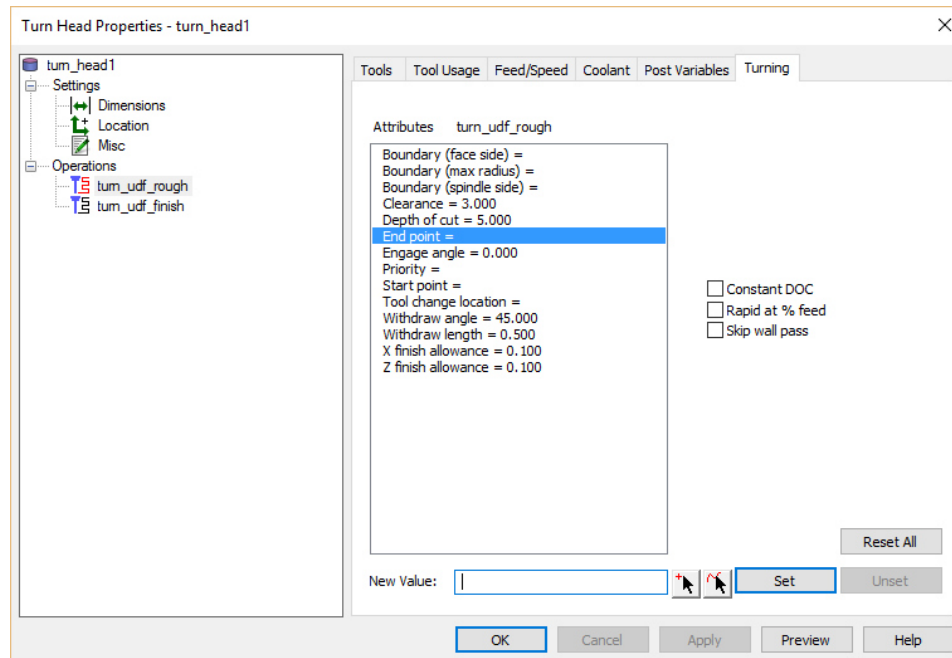 Turn Head Properties - turn_head1
turn_head1
Settings
Dimensions
Location
Misc
Operations
turn_udf_rough
turn_udf_finish
Tools Tool Usage Feed/Speed Coolant Post Variables Turning
Attributes turn_udf_rough
Boundary (face side) =
Boundary (max radius) =
Boundary (spindle side) =
Clearance = 3.000
Depth of cut = 5.000
End point =
Engage angle = 0.000
Priority =
Start point =
Tool change location =
Withdraw angle = 45.000
Withdraw length = 0.500
X finish allowance = 0.100
Z finish allowance = 0.100
Constant DOC
Rapid at % feed
Skip wall pass
Reset All
New Value: Set Unset
OK Cancel Apply Preview Help